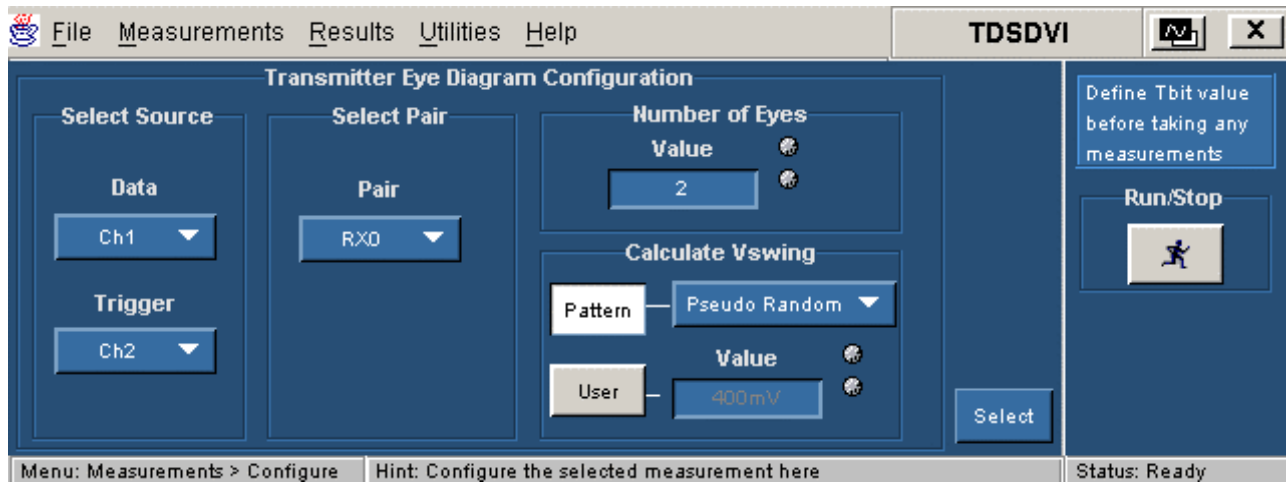 File Measurements Results Utilities Help
TDSDVI
X
Transmitter Eye Diagram Configuration
Select Source
Data
Ch1
Trigger
Ch2
Select Pair
Pair
RX0
Number of Eyes
Value
2
Calculate Vswing
Pattern
Pseudo Random
User
Value
400mV
Select
Define Tbit value
before taking any
measurements
Run/Stop
Menu: Measurements > Configure
Hint: Configure the selected measurement here
Status: Ready